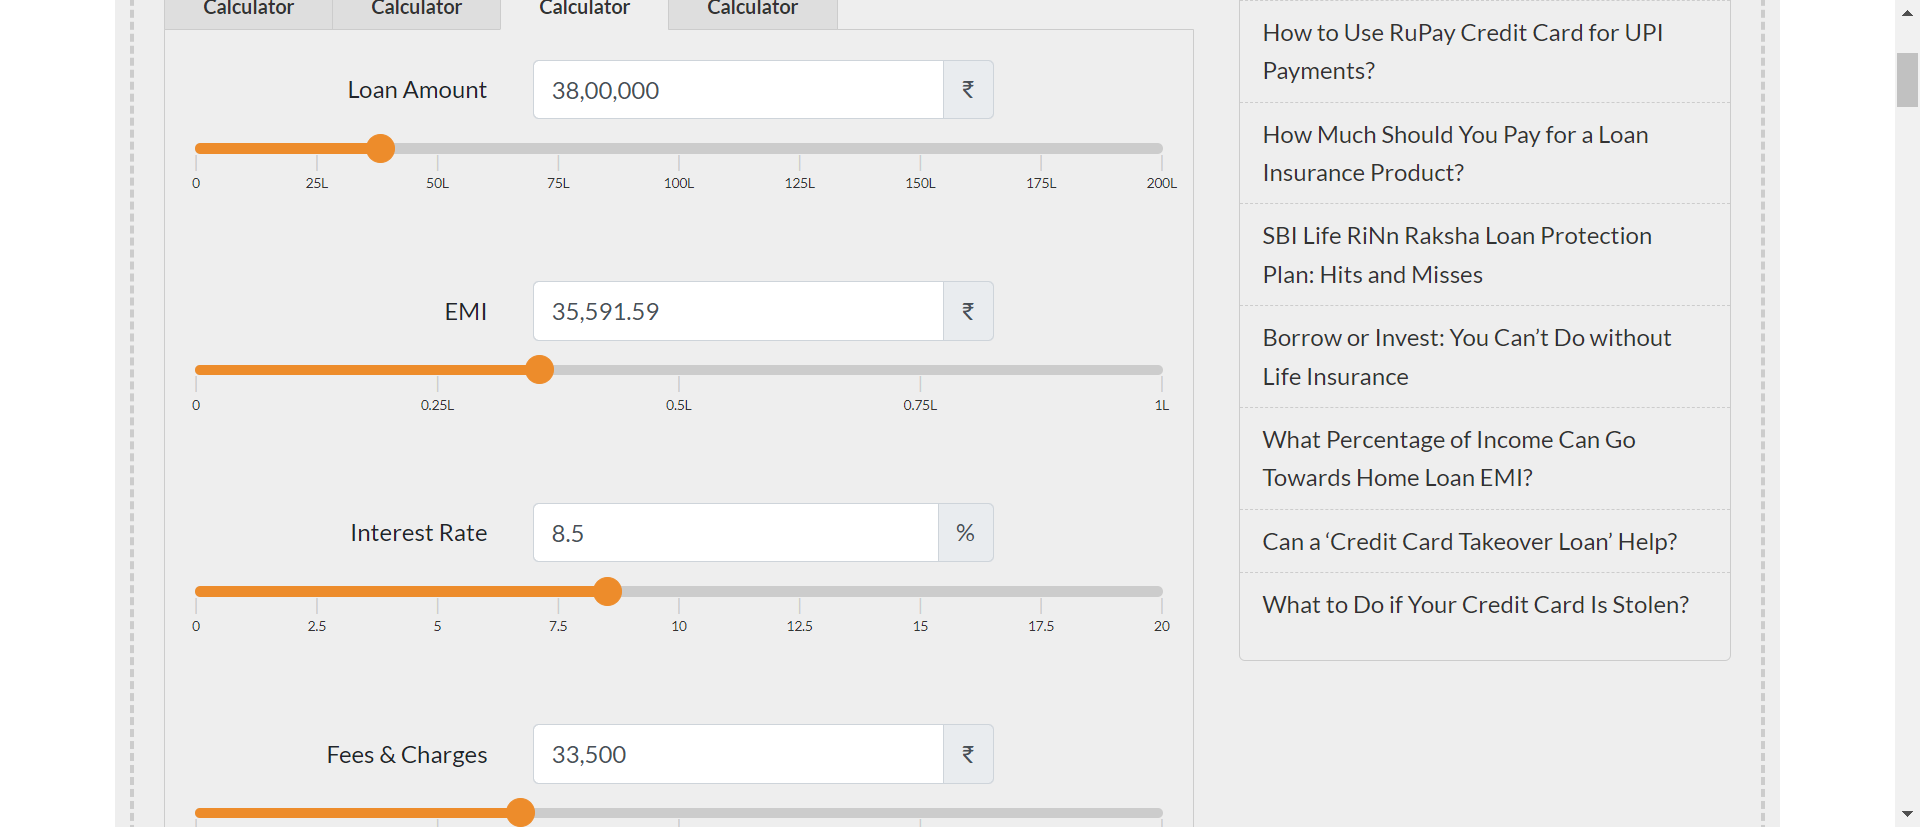 Calculator Calculator Calculator Calculator
Loan Amount 38,00,000 ₹
0 25L 50L 75L 100L 125L 150L 175L 200L
EMI 35,591.59 ₹
0 0.25L 0.5L 0.75L 1L
Interest Rate 8.5 %
0 2.5 5 7.5 10 12.5 15 17.5 20
Fees & Charges 33,500 ₹
How to Use RuPay Credit Card for UPI
Payments?
How Much Should You Pay for a Loan
Insurance Product?
SBI Life RiNn Raksha Loan Protection
Plan: Hits and Misses
Borrow or Invest: You Can’t Do without
Life Insurance
What Percentage of Income Can Go
Towards Home Loan EMI?
Can a ‘Credit Card Takeover Loan’ Help?
What to Do if Your Credit Card Is Stolen?